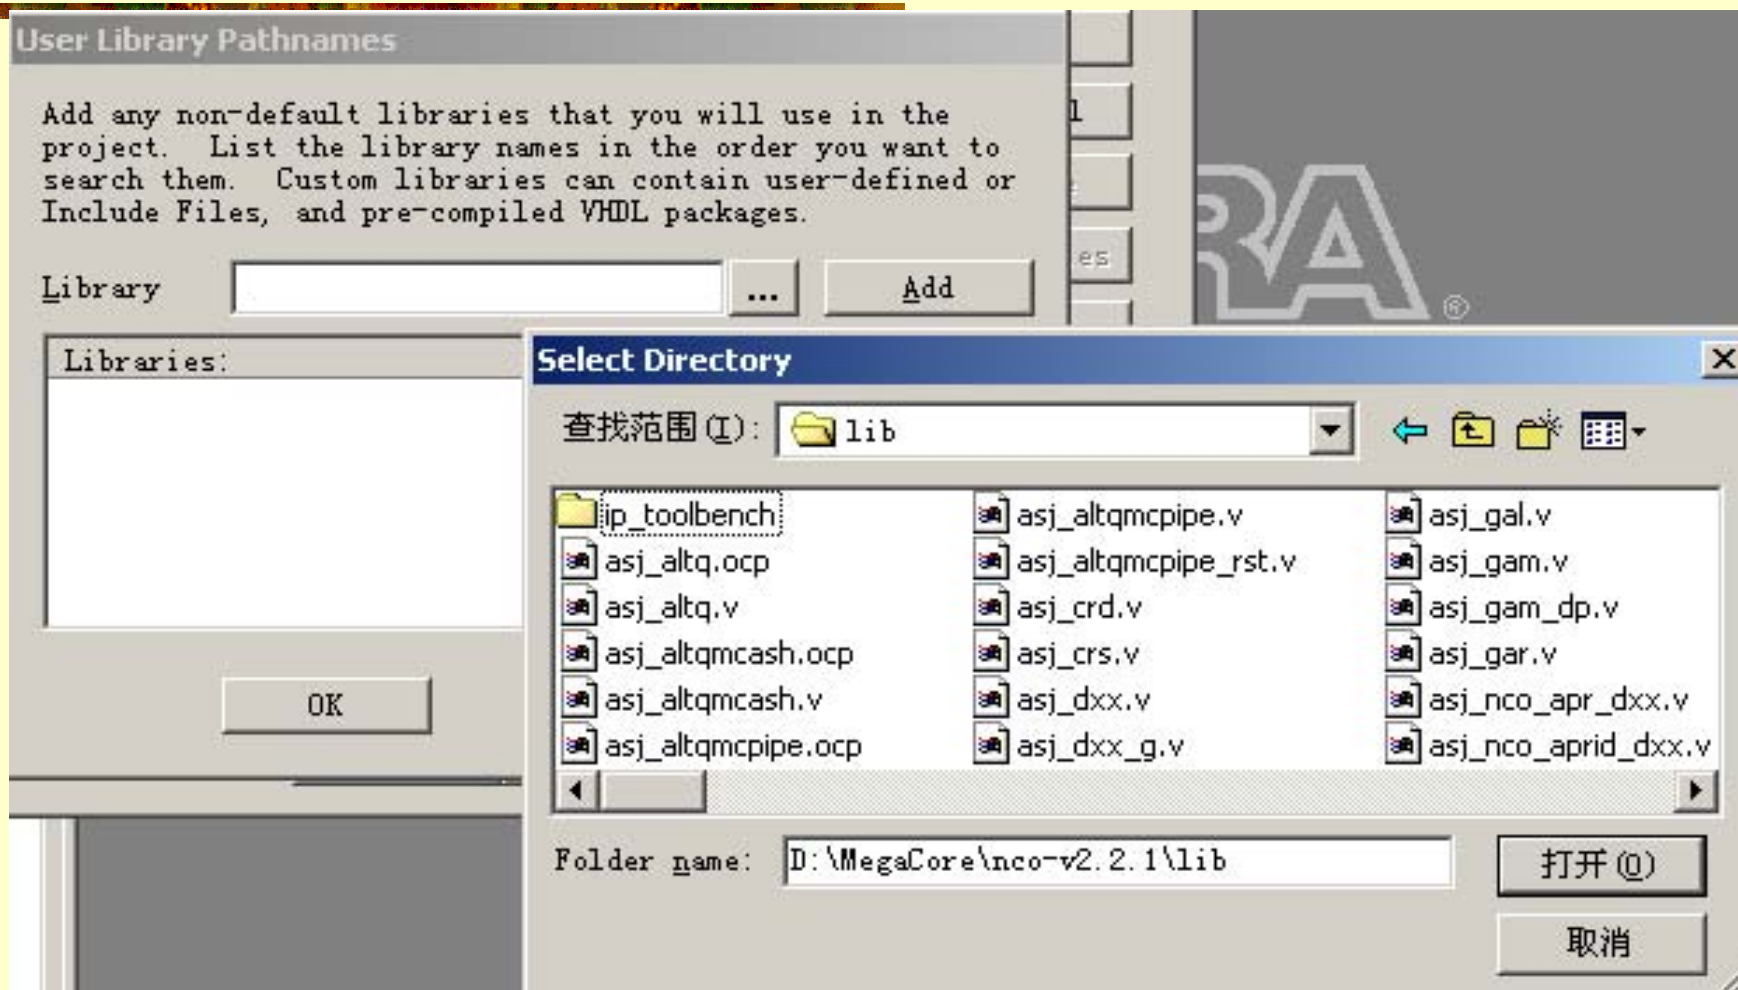 User Library Pathnames
Add any non-default libraries that you will use in the
project. List the library names in the order you want to
search them. Custom libraries can contain user-defined or
Include Files, and pre-compiled VHDL packages.
Library
...
Add
es
RA
®
Libraries:
Select Directory
查找范围(I):
lib
ip_toolbench
asj_altq.ocp
asj_altq.v
asj_altqmcash.ocp
asj_altqmcash.v
asj_altqmcpipe.ocp
asj_altqmcpipe.v
asj_altqmcpipe_rst.v
asj_crd.v
asj_crs.v
asj_dxx.v
asj_dxx_g.v
asj_gal.v
asj_gam.v
asj_gam_dp.v
asj_gar.v
asj_nco_apr_dxx.v
asj_nco_aprid_dxx.v
OK
Folder name:
D:\MegaCore\nco-v2.2.1\lib
打开(O)
取消